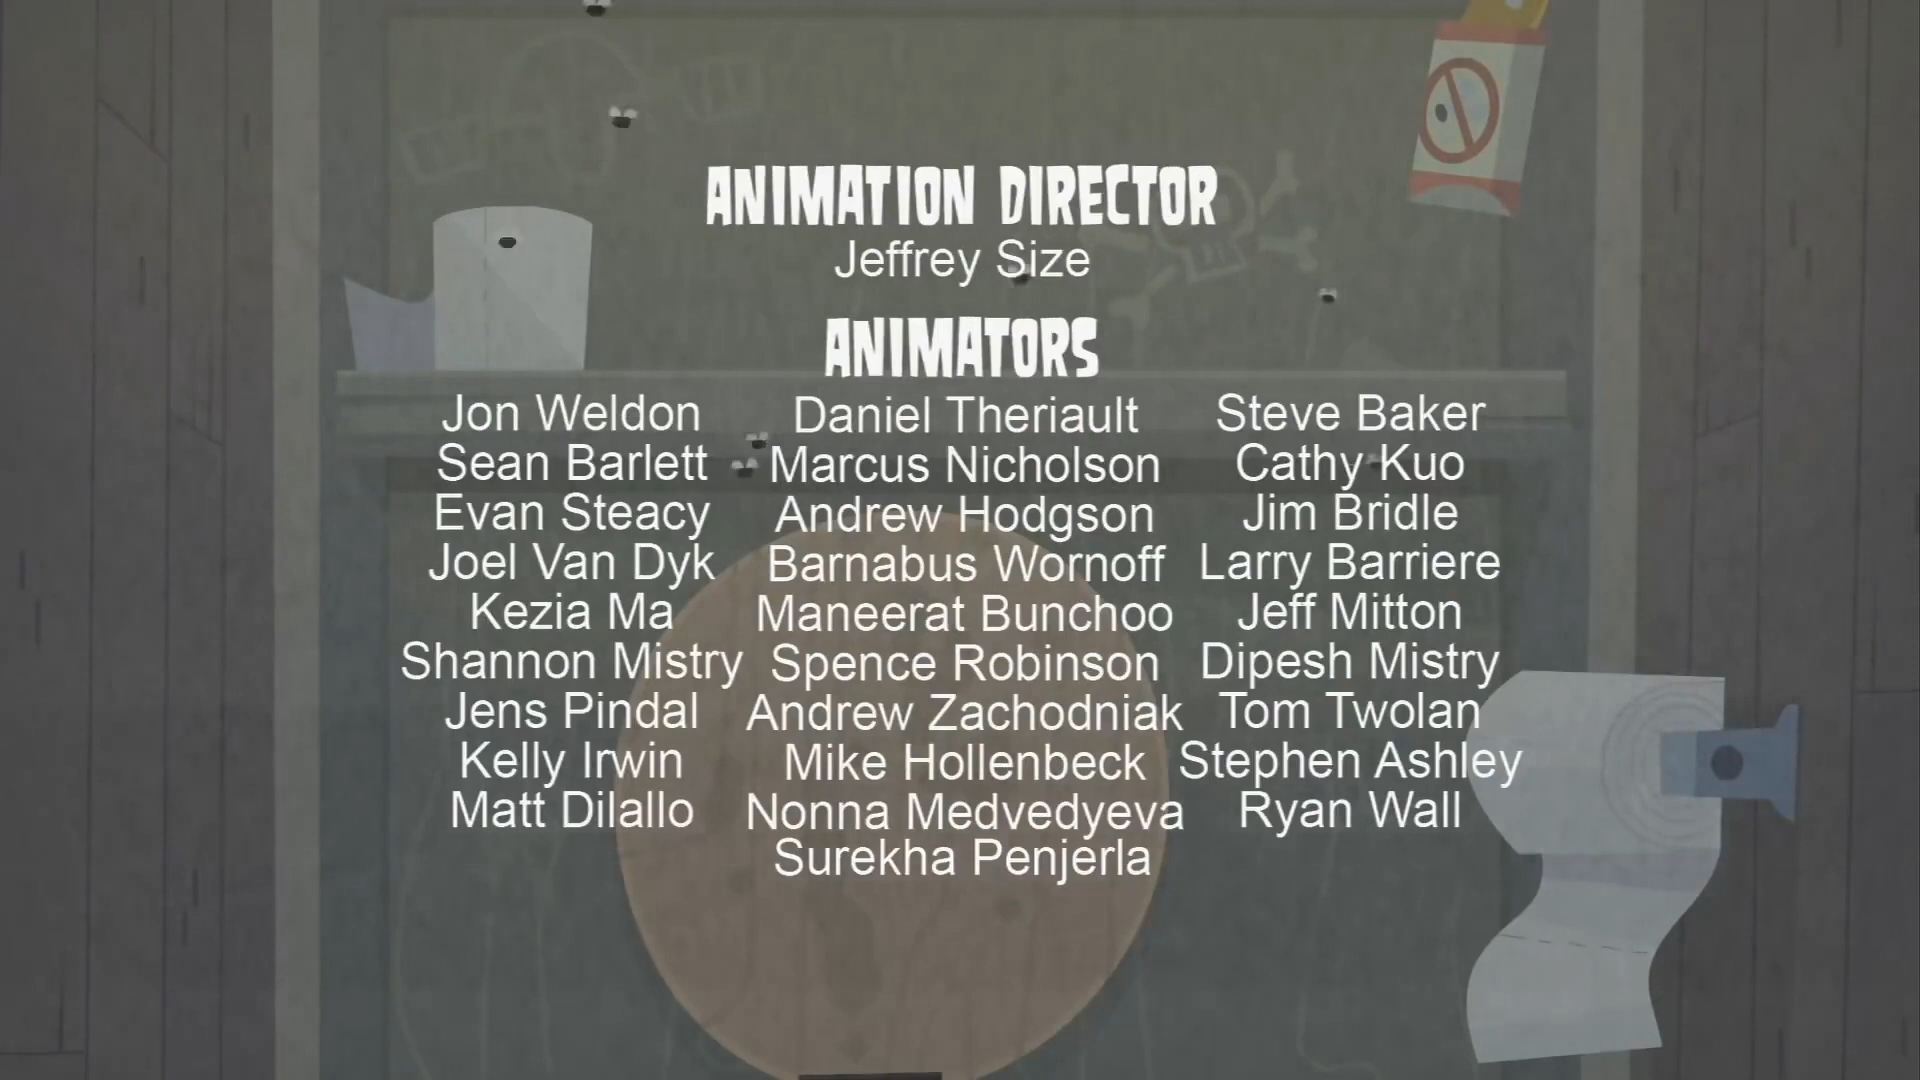 ANIMATION DIRECTOR
Jeffrey Size
ANIMATORS
Jon Weldon Daniel Theriault Steve Baker
Sean Barlett Marcus Nicholson Cathy Kuo
Evan Steacy Andrew Hodgson Jim Bridle
Joel Van Dyk Barnabus Wornoff Larry Barriere
Kezia Ma Maneerat Bunchoo Jeff Mitton
Shannon Mistry Spence Robinson Dipesh Mistry
Jens Pindal Andrew Zachodniak Tom Twolan
Kelly Irwin Mike Hollenbeck Stephen Ashley
Matt Dilallo Nonna Medvedyeva Ryan Wall
Surekha Penjerla